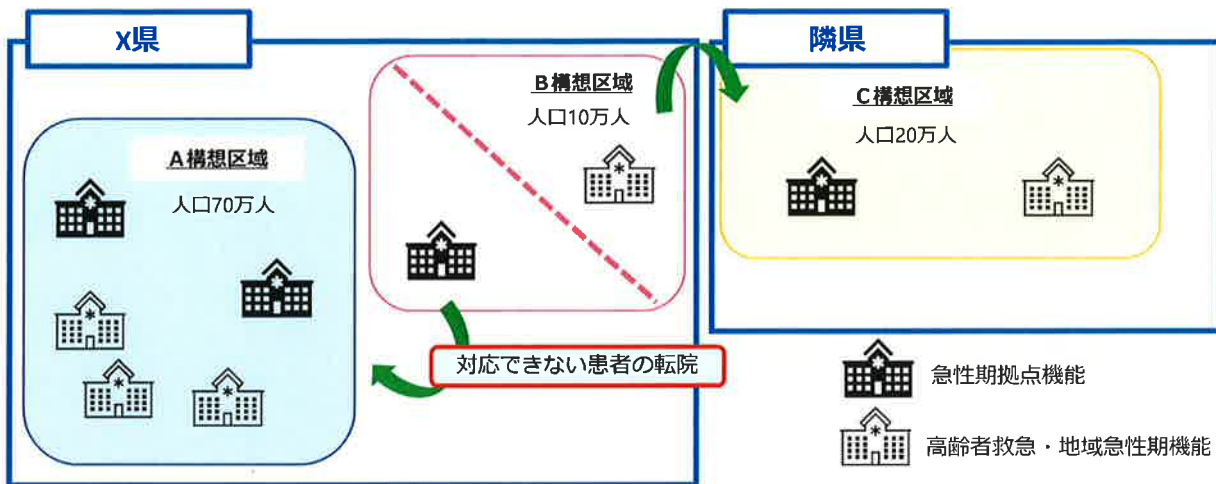 X県
隣県
B構想区域
人口10万人
C構想区域
人口20万人
A構想区域
人口70万人
対応できない患者の転院
急性期拠点機能
高齢者救急・地域急性期機能